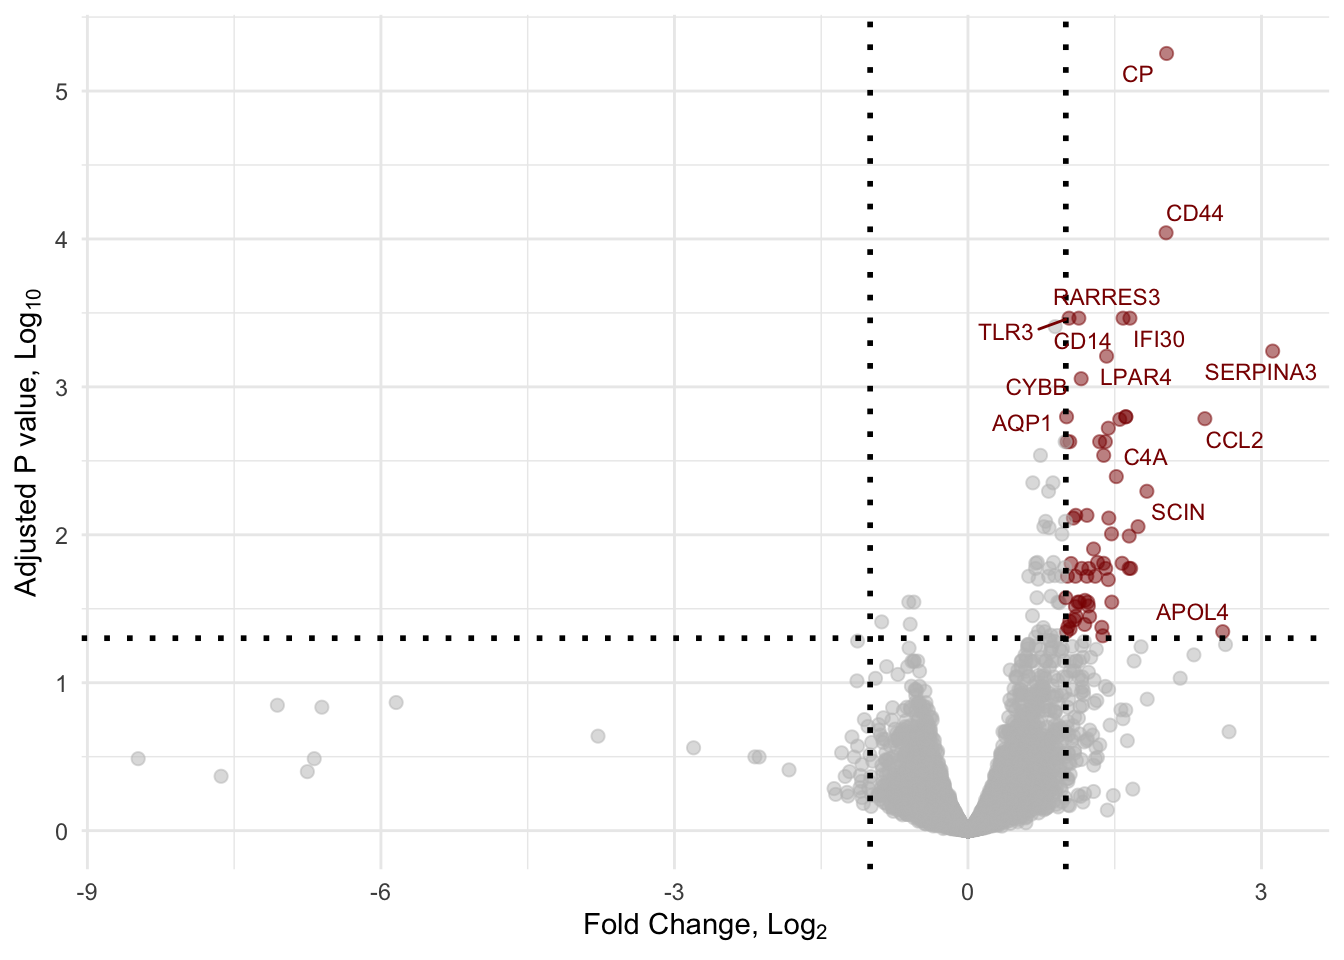 CP
5
CD44
4
RARRES3
TLR3
CD14
IFI30
SERPINA3
LPAR4
CYBB
3
AQP1
CCL2
C4A
SCIN
2
APOL4
1
0
Adjusted P value, Log₁₀
-9 -6 -3 0 3
Fold Change, Log₂